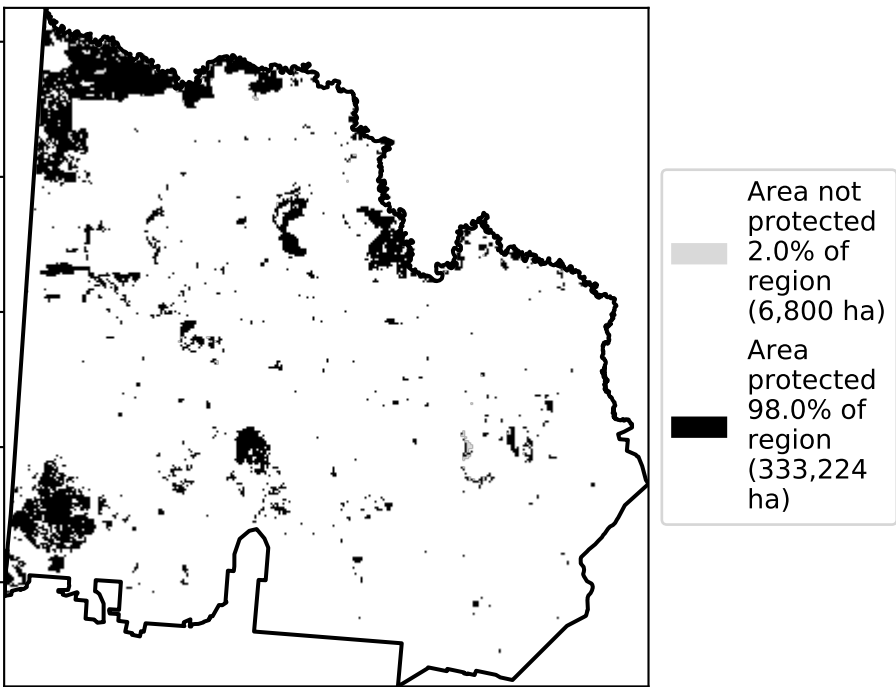 Area not
protected
2.0% of
region
(6,800 ha)
Area
protected
98.0% of
region
(333,224
ha)